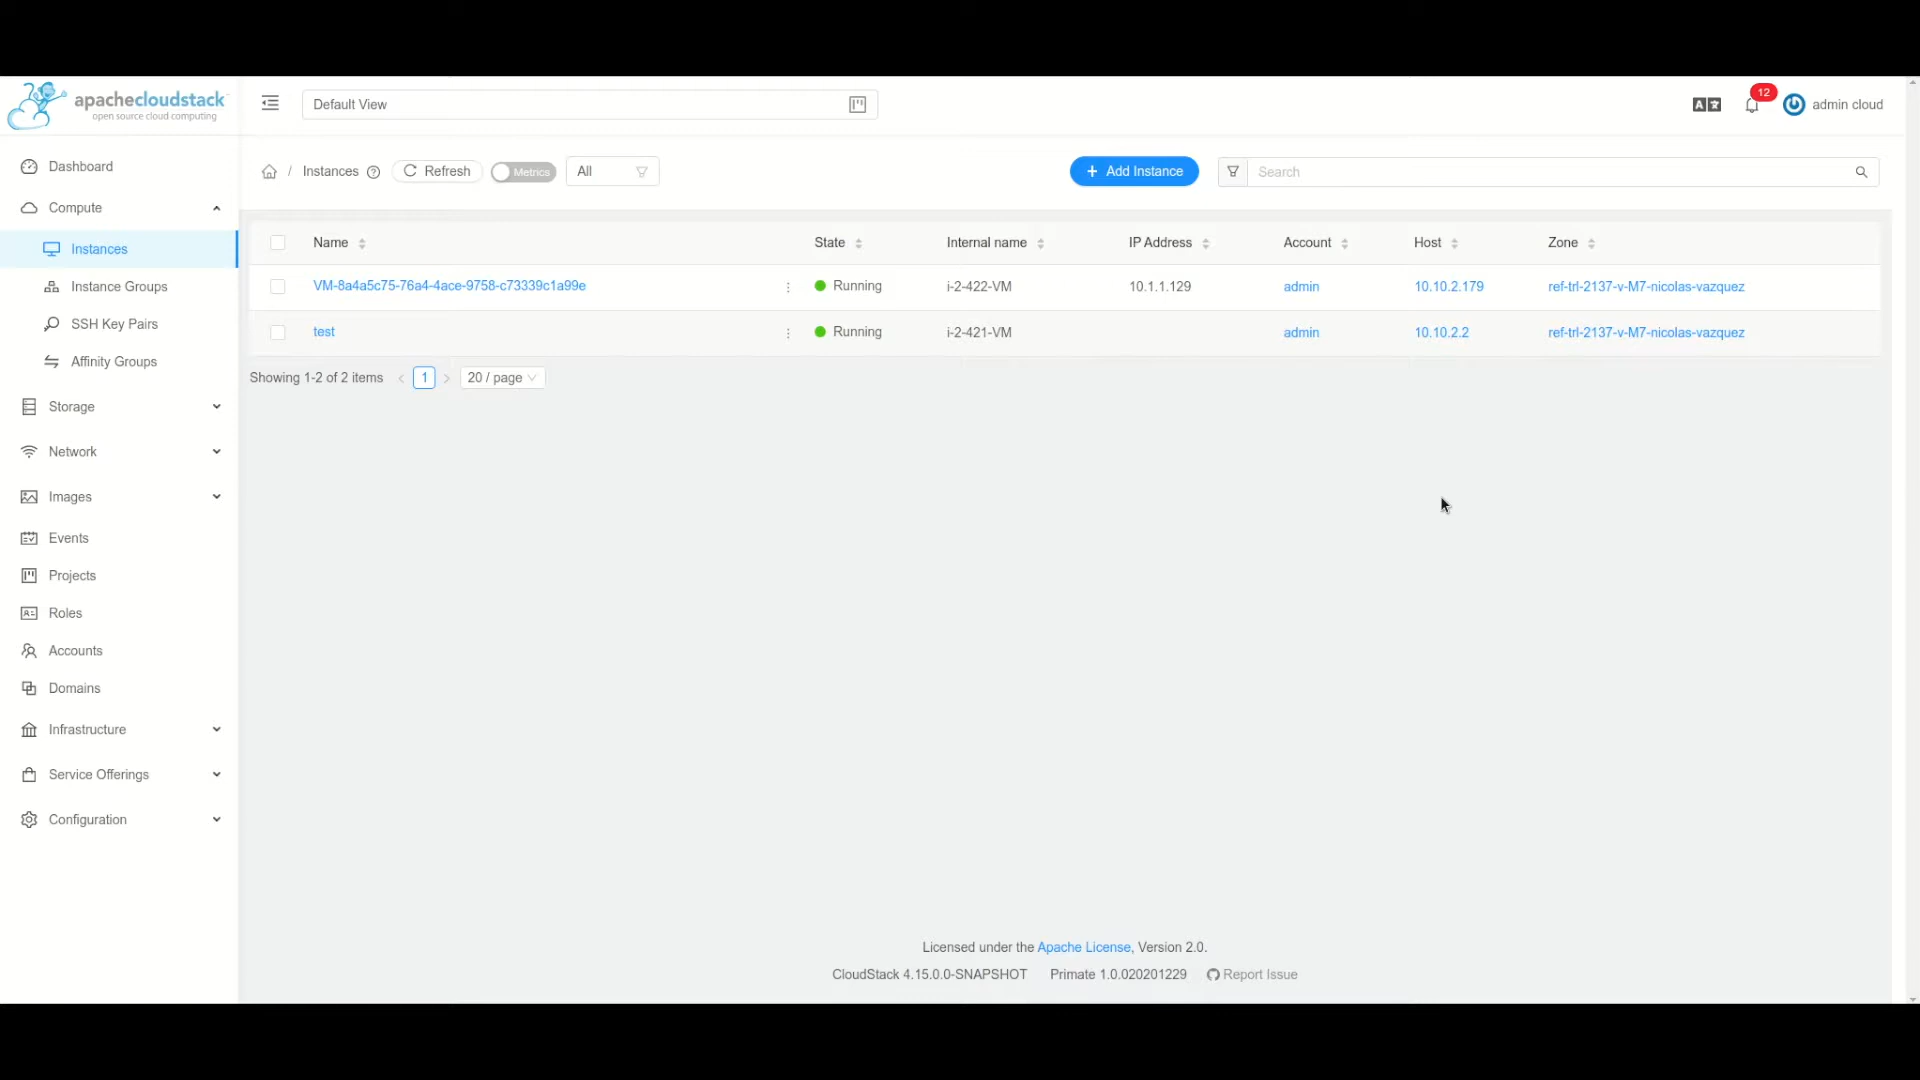 apachecloudstack
open source cloud computing
Default View
12
admin cloud
Dashboard
Compute
Instances
Instance Groups
SSH Key Pairs
Affinity Groups
Storage
Network
Images
Events
Projects
Roles
Accounts
Domains
Infrastructure
Service Offerings
Configuration
/ Instances Refresh Metrics All + Add Instance Search
Name State Internal name IP Address Account Host Zone
VM-8a4a5c75-76a4-4ace-9758-c73339c1a99e Running i-2-422-VM 10.1.1.129 admin 10.10.2.179 ref-trl-2137-v-M7-nicolas-vazquez
test Running i-2-421-VM admin 10.10.2.2 ref-trl-2137-v-M7-nicolas-vazquez
Showing 1-2 of 2 items < 1 > 20 / page
Licensed under the Apache License, Version 2.0.
CloudStack 4.15.0.0-SNAPSHOT Primate 1.0.020201229 Report Issue